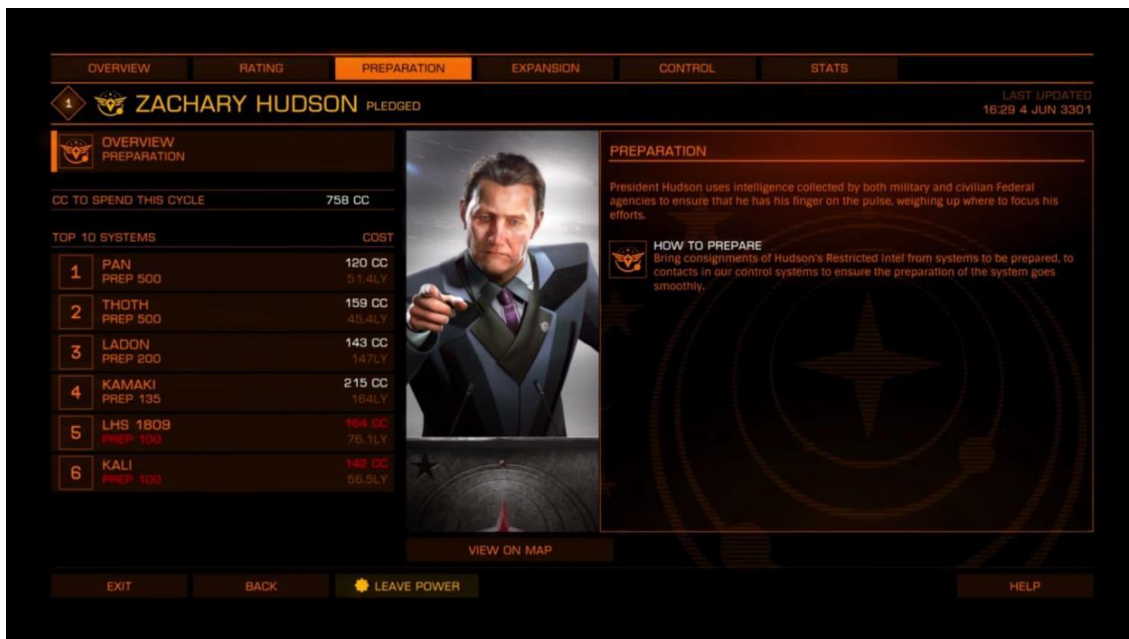 OVERVIEW RATING PREPARATION EXPANSION CONTROL STATS
1 ZACHARY HUDSON PLEDGED
LAST UPDATED
16:29 4 JUN 3301
OVERVIEW
PREPARATION
CC TO SPEND THIS CYCLE 758 CC
TOP 10 SYSTEMS COST
1 PAN 120 CC
PREP 500 51.4LY
2 THOTH 159 CC
PREP 500 45.4LY
3 LADON 143 CC
PREP 200 147LY
4 KAMAKI 215 CC
PREP 135 164LY
5 LHS 1809 164 CC
PREP 100 76.1LY
6 KALI 142 CC
PREP 100 56.5LY
PREPARATION
President Hudson uses intelligence collected by both military and civilian Federal
agencies to ensure that he has his finger on the pulse, weighing up where to focus his
efforts.
HOW TO PREPARE
Bring consignments of Hudson's Restricted Intel from systems to be prepared, to
contacts in our control systems to ensure the preparation of the system goes
smoothly.
VIEW ON MAP
EXIT BACK LEAVE POWER HELP